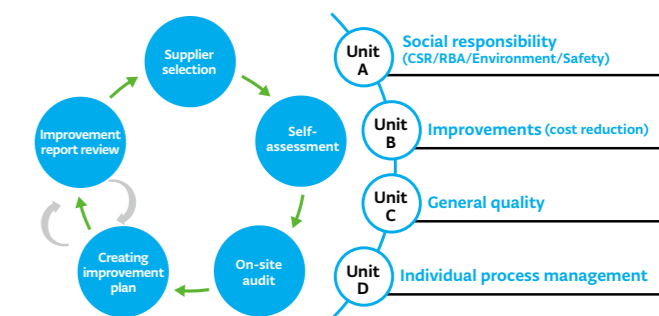 Supplier
selection
Self-
assessment
On-site
audit
Creating
improvement
plan
Improvement
report review
Unit
A
Social responsibility
(CSR/RBA/Environment/Safety)
Unit
B
Improvements (cost reduction)
Unit
C
General quality
Unit
D
Individual process management